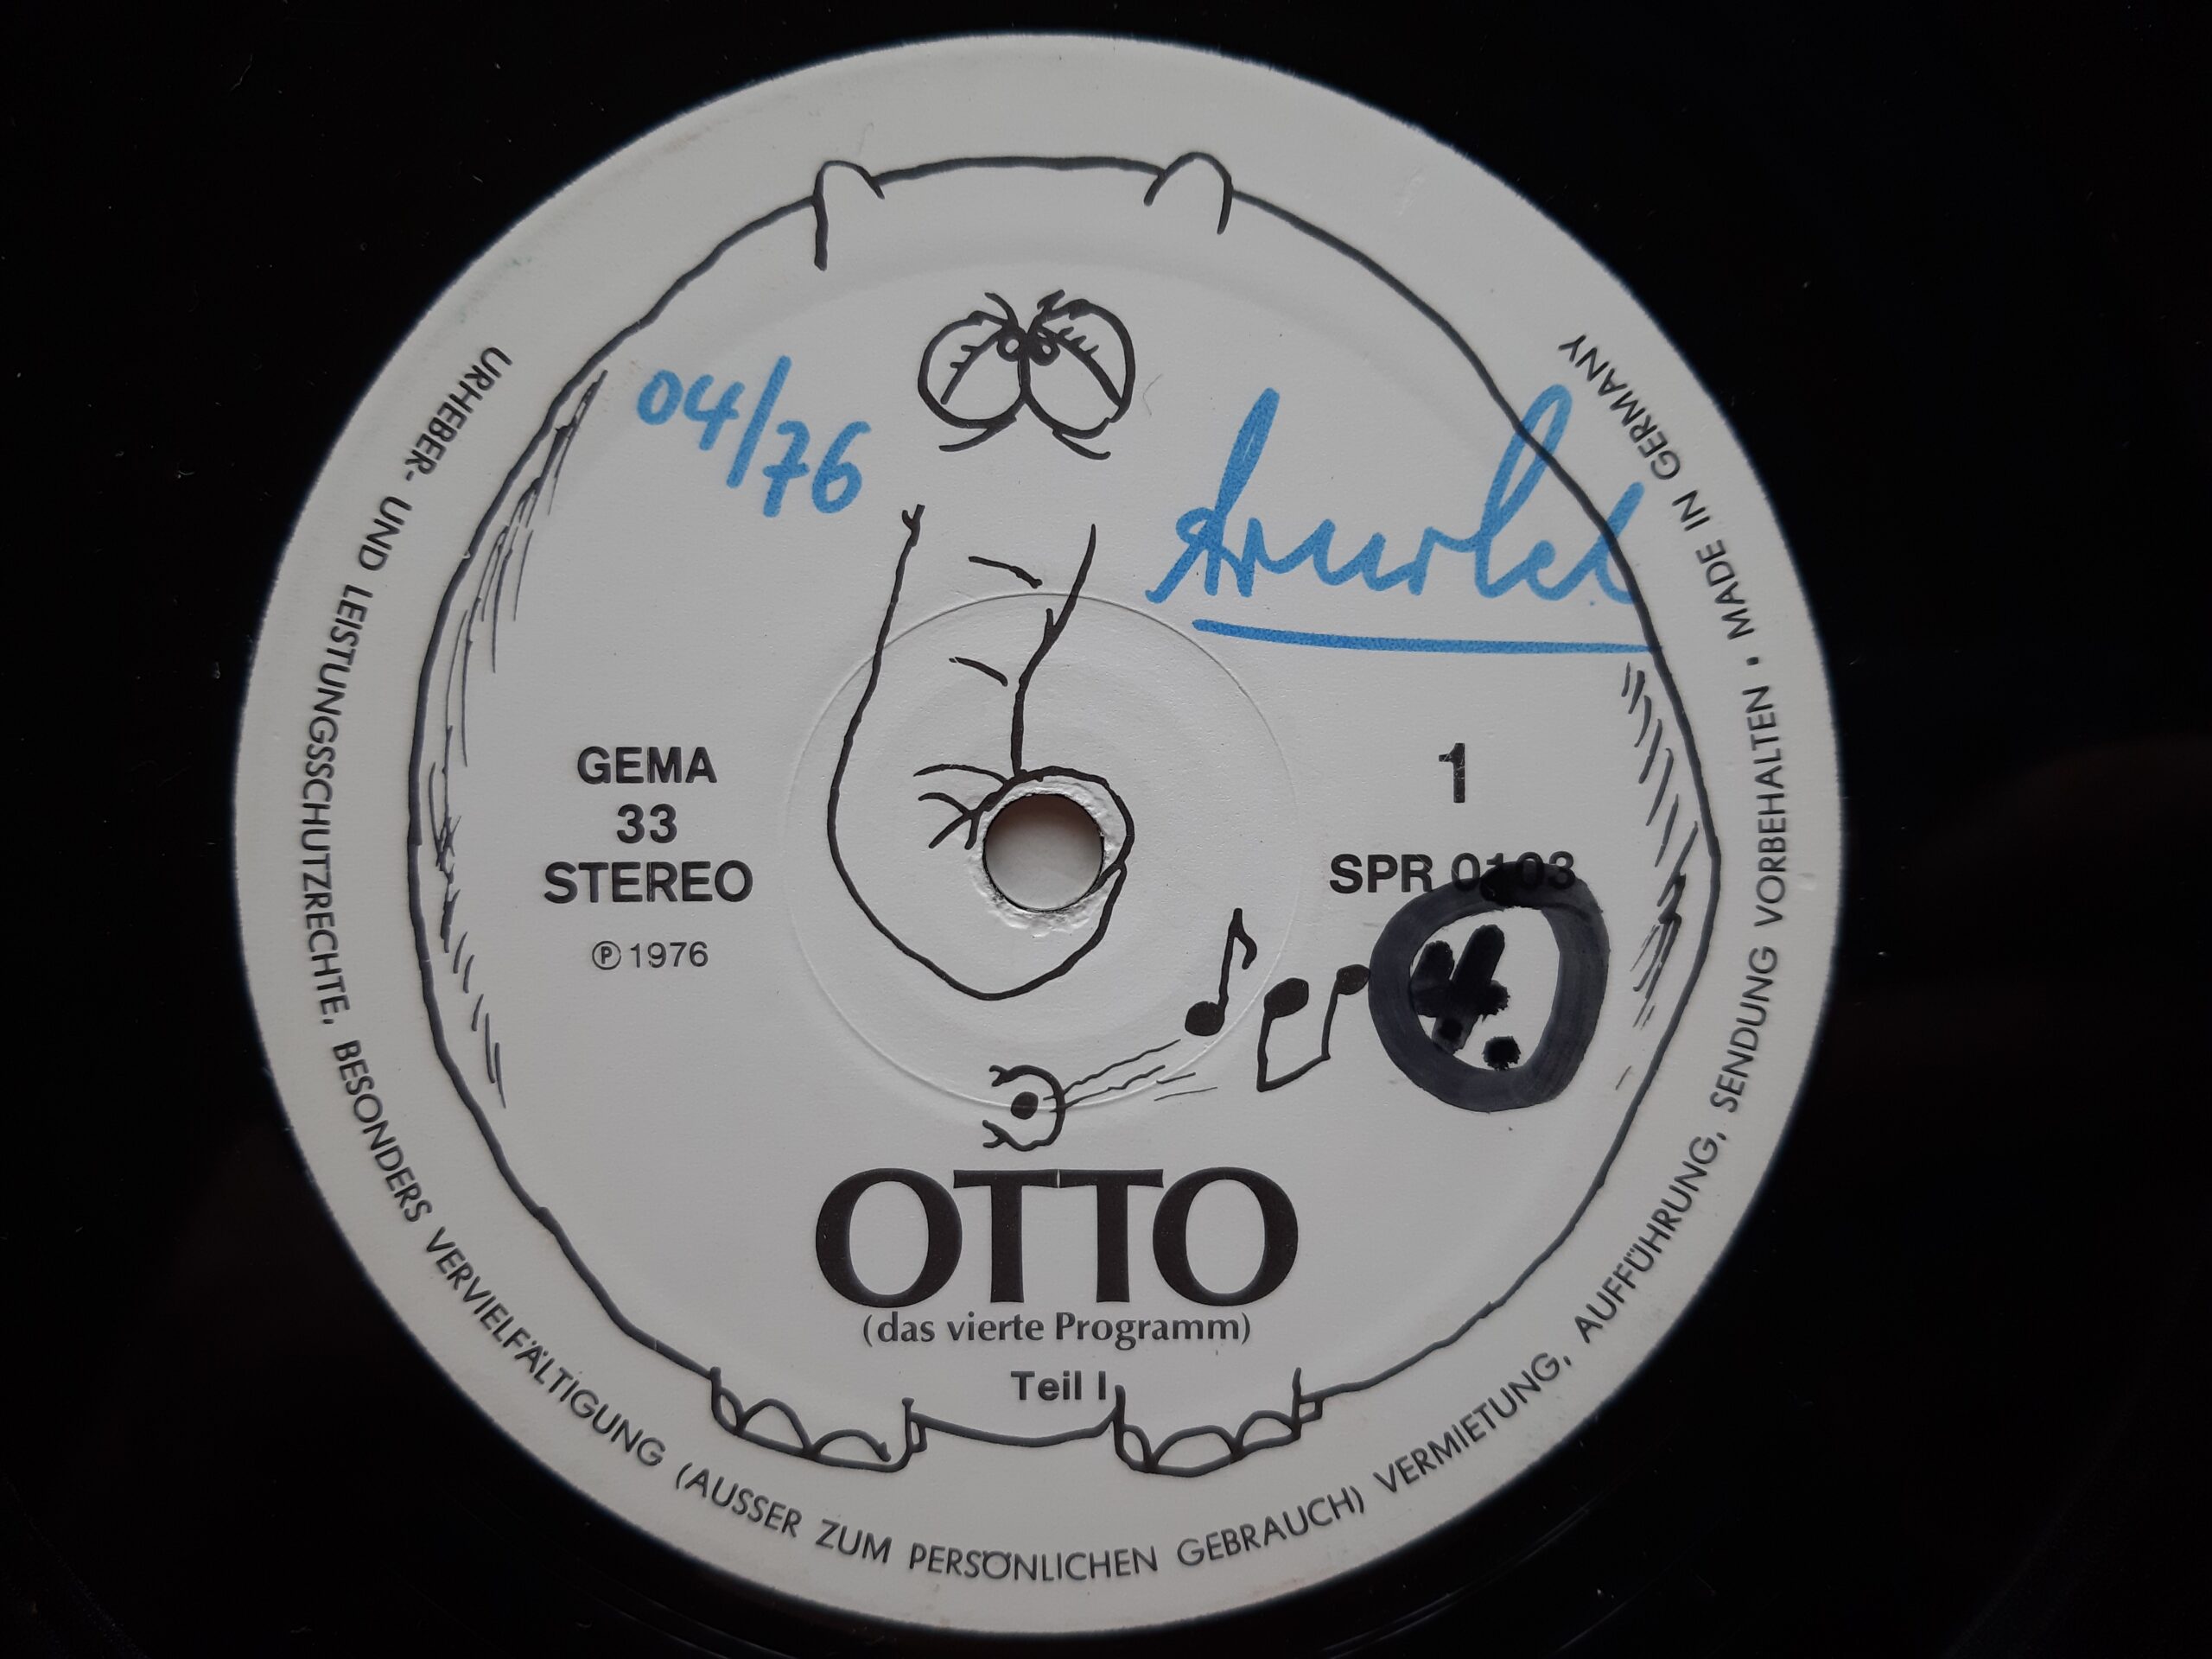 URHEBER- UND LEISTUNGSSCHUTZRECHTE, BESONDERS VERVIELFÄLTIGUNG (AUSSER ZUM PERSÖNLICHEN GEBRAUCH) VERMIETUNG, AUFFÜHRUNG, SENDUNG VORBEHALTEN • MADE IN GERMANY
04/76
GEMA
33
STEREO
℗ 1976
1
SPR 0103
OTTO
(das vierte Programm)
Teil I